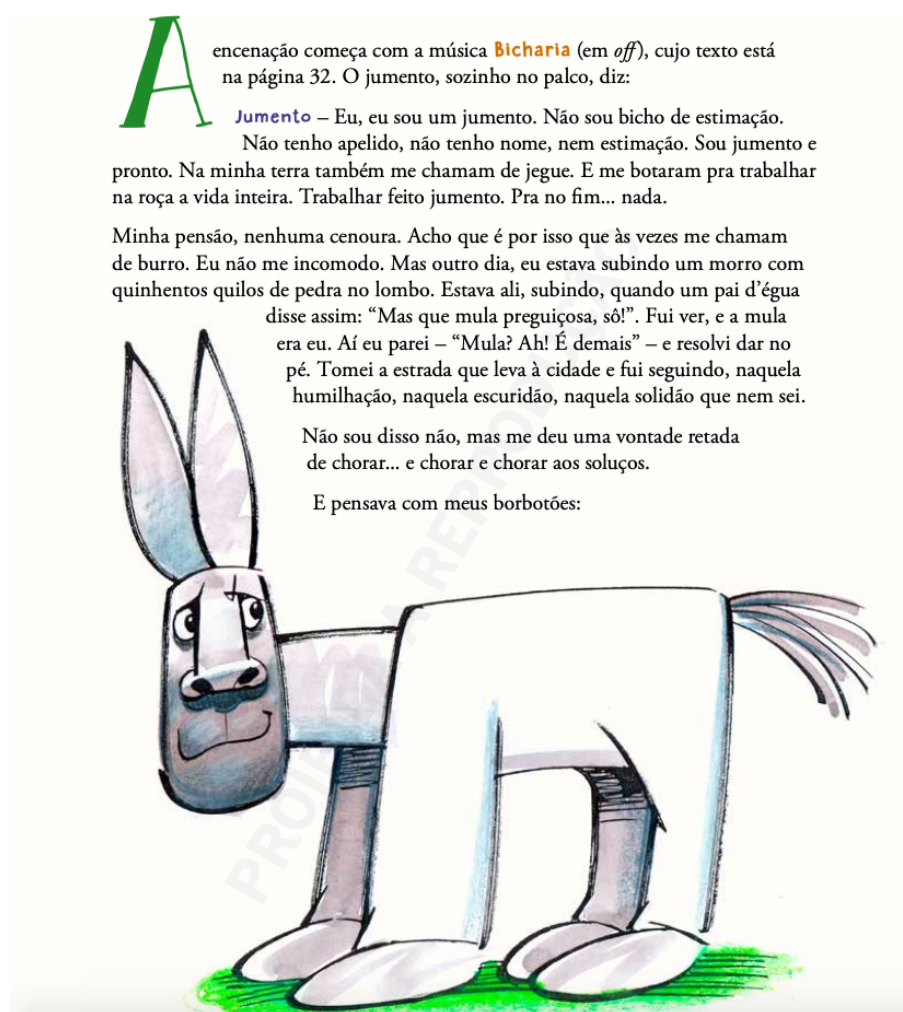 A encenação começa com a música Bicharia (em off), cujo texto está
na página 32. O jumento, sozinho no palco, diz:
Jumento – Eu, eu sou um jumento. Não sou bicho de estimação.
Não tenho apelido, não tenho nome, nem estimação. Sou jumento e
pronto. Na minha terra também me chamam de jegue. E me botaram pra trabalhar
na roça a vida inteira. Trabalhar feito jumento. Pra no fim... nada.
Minha pensão, nenhuma cenoura. Acho que é por isso que às vezes me chamam
de burro. Eu não me incomodo. Mas outro dia, eu estava subindo um morro com
quinhentos quilos de pedra no lombo. Estava ali, subindo, quando um pai d’égua
disse assim: “Mas que mula preguiçosa, sô!”. Fui ver, e a mula
era eu. Aí eu parei – “Mula? Ah! É demais” – e resolvi dar no
pé. Tomei a estrada que leva à cidade e fui seguindo, naquela
humilhação, naquela escuridão, naquela solidão que nem sei.
Não sou disso não, mas me deu uma vontade retada
de chorar... e chorar e chorar aos soluços.
E pensava com meus borbotões: